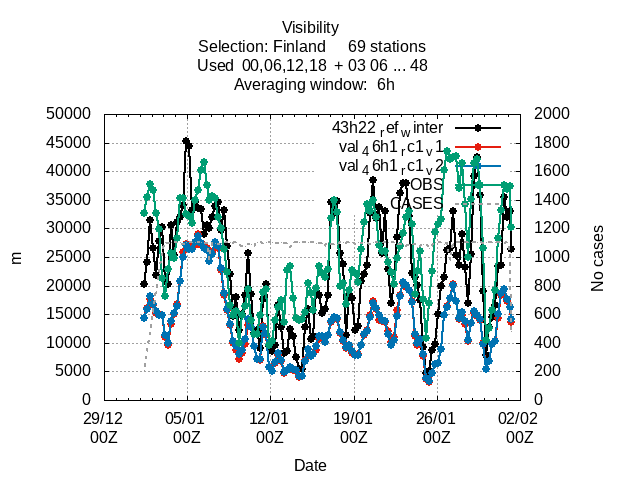 Visibility
Selection: Finland 69 stations
Used 00,06,12,18 + 03 06 ... 48
Averaging window: 6h
50000
45000
40000
35000
30000
25000
20000
15000
10000
5000
0
m
2000
1800
1600
1400
1200
1000
800
600
400
200
0
No cases
43h22ref_winter
val46h1rc1v1
val46h1rc1v2
OBS
CASES
29/12 05/01 12/01 19/01 26/01 02/02
00Z 00Z 00Z 00Z 00Z 00Z
Date